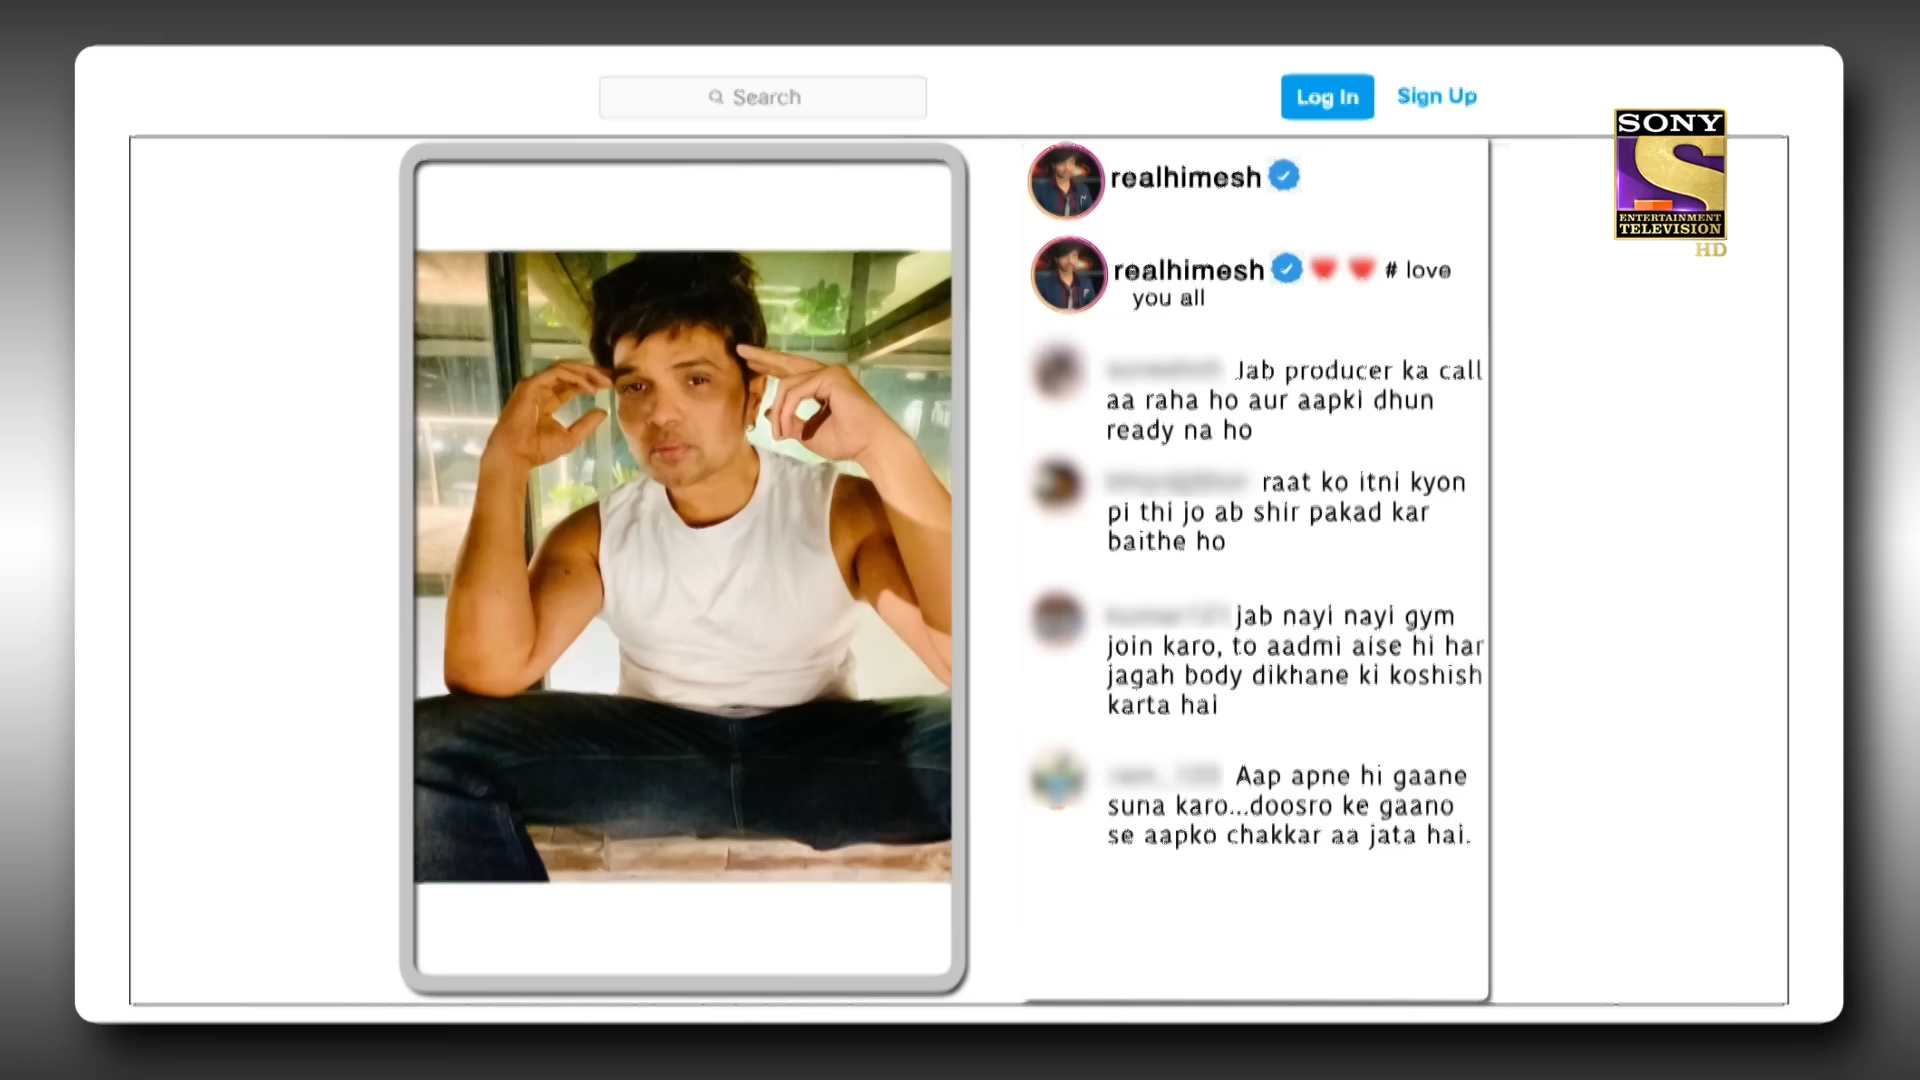 Search
Log In
Sign Up
SONY
ENTERTAINMENT
TELEVISION
HD
realhimesh
realhimesh # love
you all
Jab producer ka call
aa raha ho aur aapki dhun
ready na ho
raat ko itni kyon
pi thi jo ab shir pakad kar
baithe ho
jab nayi nayi gym
join karo, to aadmi aise hi har
jagah body dikhane ki koshish
karta hai
Aap apne hi gaane
suna karo...doosro ke gaano
se aapko chakkar aa jata hai.